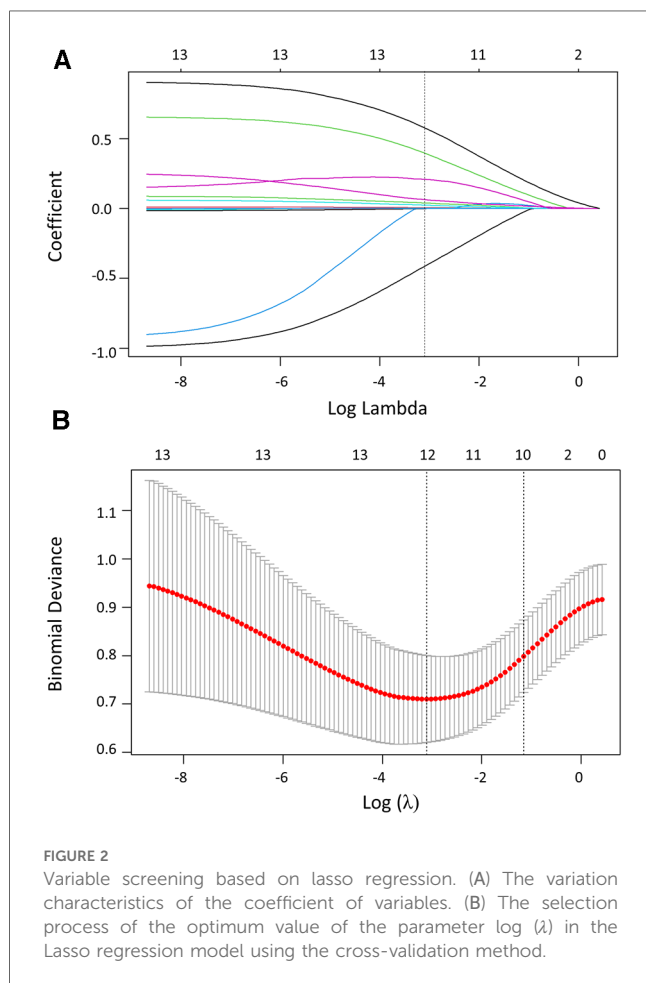 A
13 13 13 11 2
0.5
0.0
-0.5
-1.0
Coefficient
-8 -6 -4 -2 0
Log Lambda
B
13 13 13 12 11 10 2 0
1.1
1.0
0.9
0.8
0.7
0.6
Binomial Deviance
-8 -6 -4 -2 0
Log (λ)
FIGURE 2
Variable screening based on lasso regression. (A) The variation
characteristics of the coefficient of variables. (B) The selection
process of the optimum value of the parameter log (λ) in the
Lasso regression model using the cross-validation method.